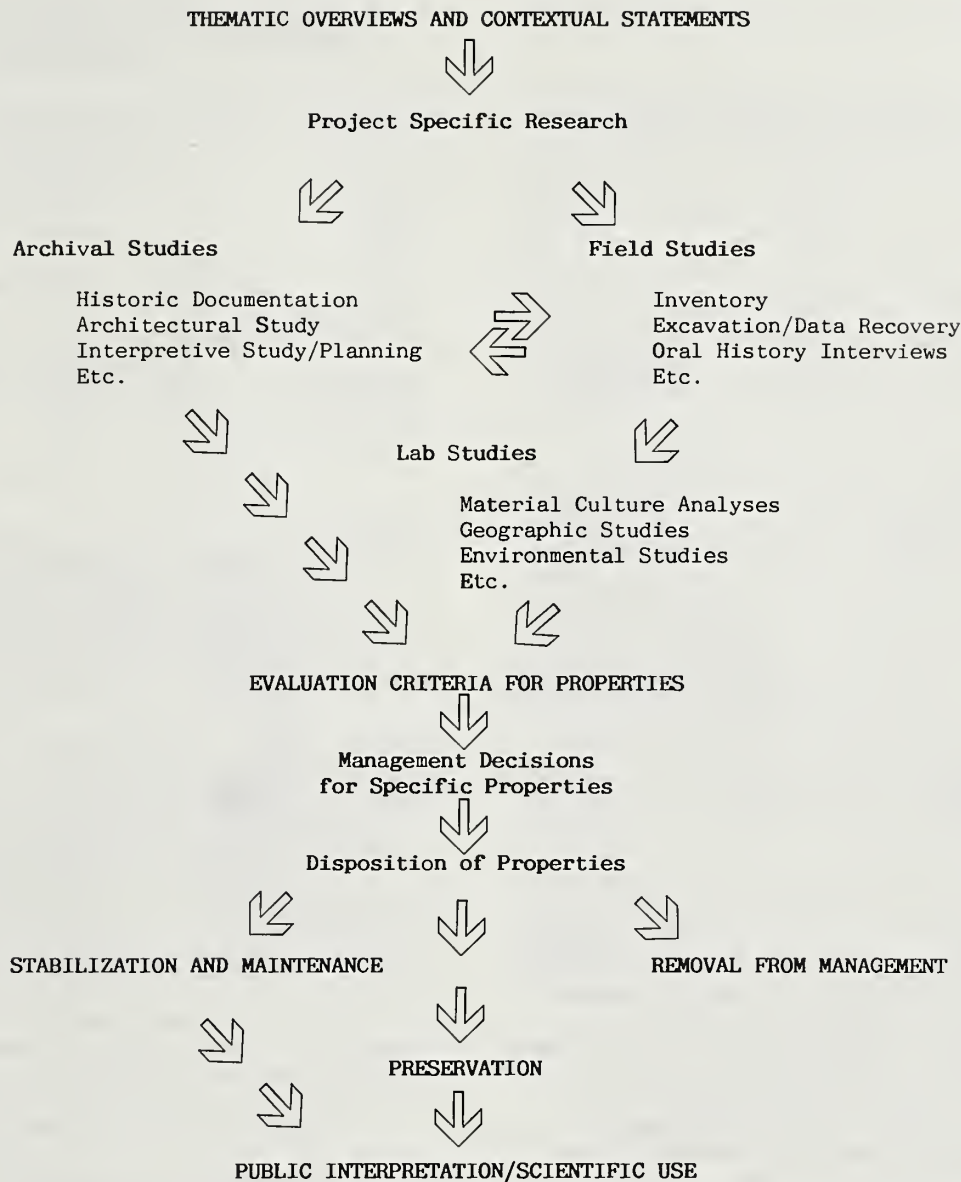 THEMATIC OVERVIEWS AND CONTEXTUAL STATEMENTS
Project Specific Research
Archival Studies
Historic Documentation
Architectural Study
Interpretive Study/Planning
Etc.
Field Studies
Inventory
Excavation/Data Recovery
Oral History Interviews
Etc.
Lab Studies
Material Culture Analyses
Geographic Studies
Environmental Studies
Etc.
EVALUATION CRITERIA FOR PROPERTIES
Management Decisions
for Specific Properties
Disposition of Properties
STABILIZATION AND MAINTENANCE
REMOVAL FROM MANAGEMENT
PRESERVATION
PUBLIC INTERPRETATION/SCIENTIFIC USE